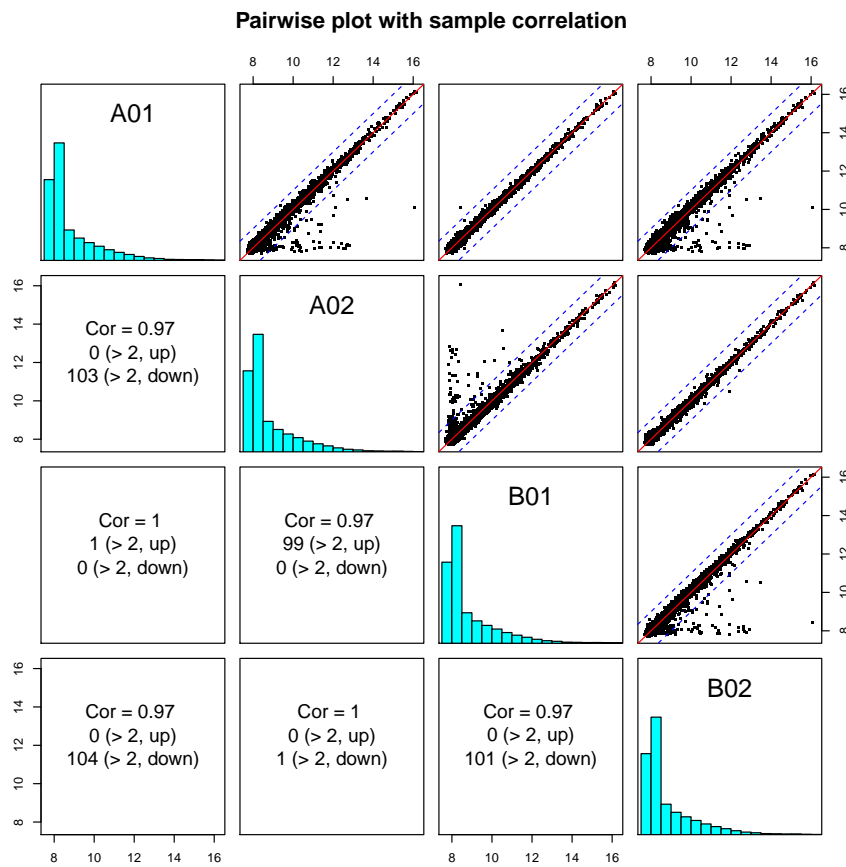 Pairwise plot with sample correlation
8 10 12 14 16
8 10 12 14 16
A01
8 10 12 14 16
8 10 12 14 16
A02
Cor = 0.97
0 (> 2, up)
103 (> 2, down)
B01
Cor = 1
1 (> 2, up)
0 (> 2, down)
Cor = 0.97
99 (> 2, up)
0 (> 2, down)
8 10 12 14 16
8 10 12 14 16
B02
Cor = 0.97
0 (> 2, up)
104 (> 2, down)
Cor = 1
0 (> 2, up)
1 (> 2, down)
Cor = 0.97
0 (> 2, up)
101 (> 2, down)
8 10 12 14 16
8 10 12 14 16